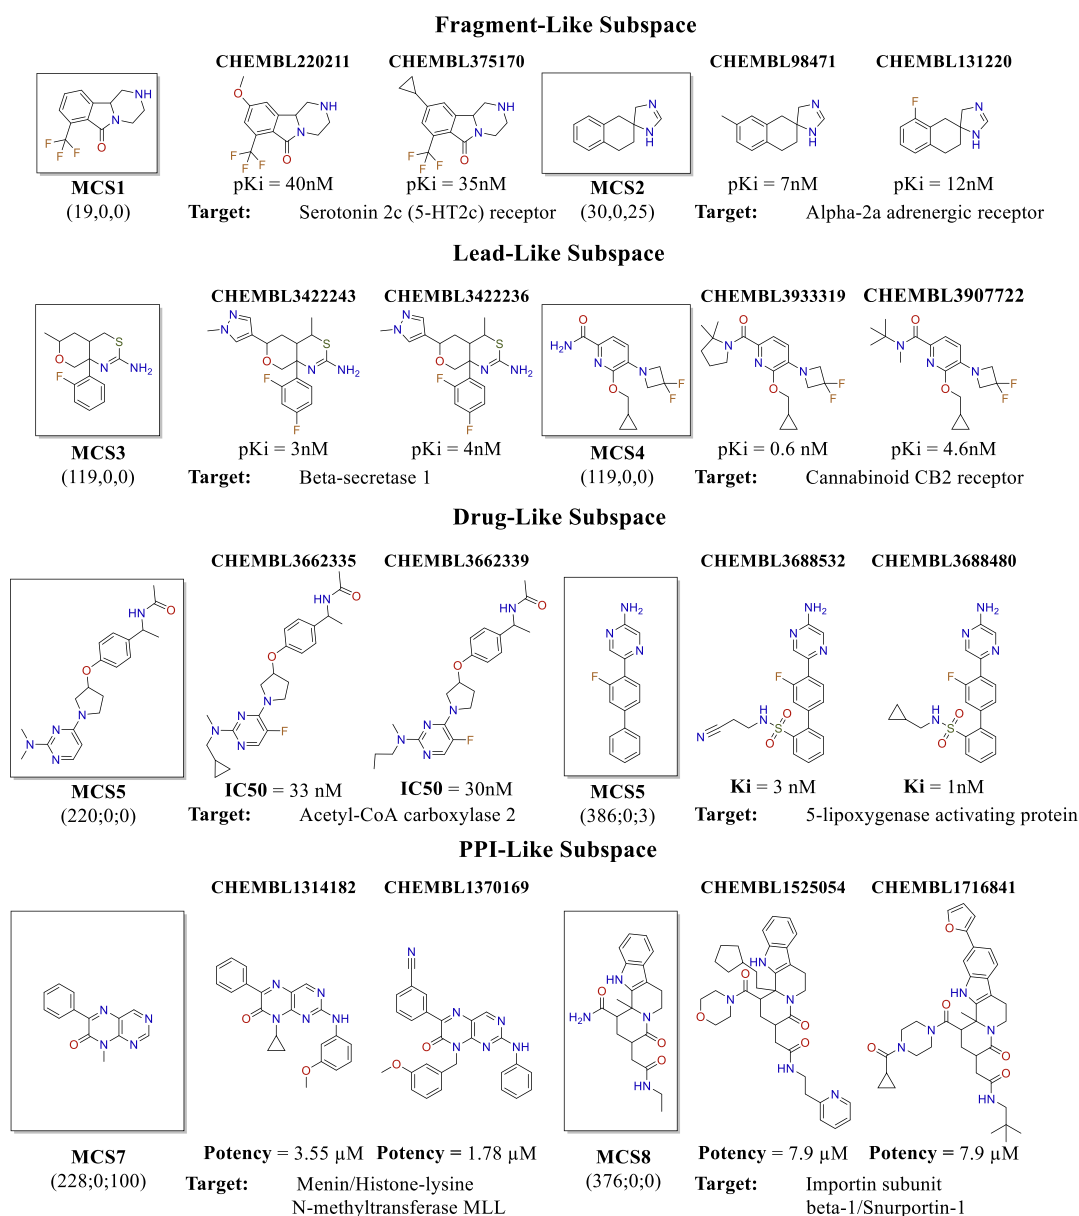 Fragment-Like Subspace
CHEMBL220211 CHEMBL375170 CHEMBL98471 CHEMBL131220
MCS1 pKi = 40nM pKi = 35nM MCS2 pKi = 7nM pKi = 12nM
(19,0,0) Target: Serotonin 2c (5-HT2c) receptor (30,0,25) Target: Alpha-2a adrenergic receptor
Lead-Like Subspace
CHEMBL3422243 CHEMBL3422236 CHEMBL3933319 CHEMBL3907722
MCS3 pKi = 3nM pKi = 4nM MCS4 pKi = 0.6 nM pKi = 4.6nM
(119,0,0) Target: Beta-secretase 1 (119,0,0) Target: Cannabinoid CB2 receptor
Drug-Like Subspace
CHEMBL3662335 CHEMBL3662339 CHEMBL3688532 CHEMBL3688480
MCS5 IC50 = 33 nM IC50 = 30nM MCS5 Ki = 3 nM Ki = 1nM
(220;0;0) Target: Acetyl-CoA carboxylase 2 (386;0;3) Target: 5-lipoxygenase activating protein
PPI-Like Subspace
CHEMBL1314182 CHEMBL1370169 CHEMBL1525054 CHEMBL1716841
MCS7 Potency = 3.55 µM Potency = 1.78 µM MCS8 Potency = 7.9 µM Potency = 7.9 µM
(228;0;100) Target: Menin/Histone-lysine (376;0;0) Target: Importin subunit
N-methyltransferase MLL beta-1/Snurportin-1